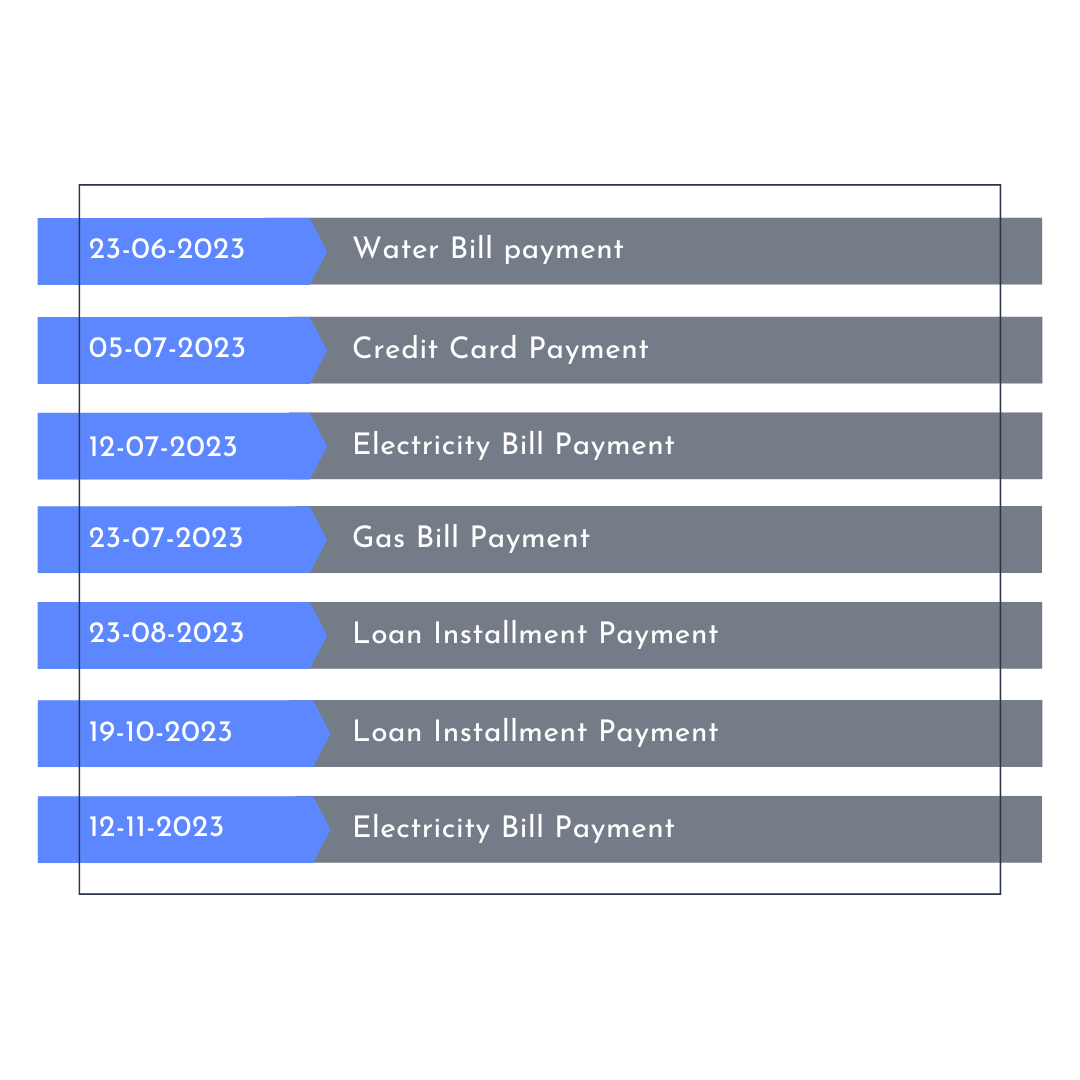 23-06-2023 Water Bill payment
05-07-2023 Credit Card Payment
12-07-2023 Electricity Bill Payment
23-07-2023 Gas Bill Payment
23-08-2023 Loan Installment Payment
19-10-2023 Loan Installment Payment
12-11-2023 Electricity Bill Payment